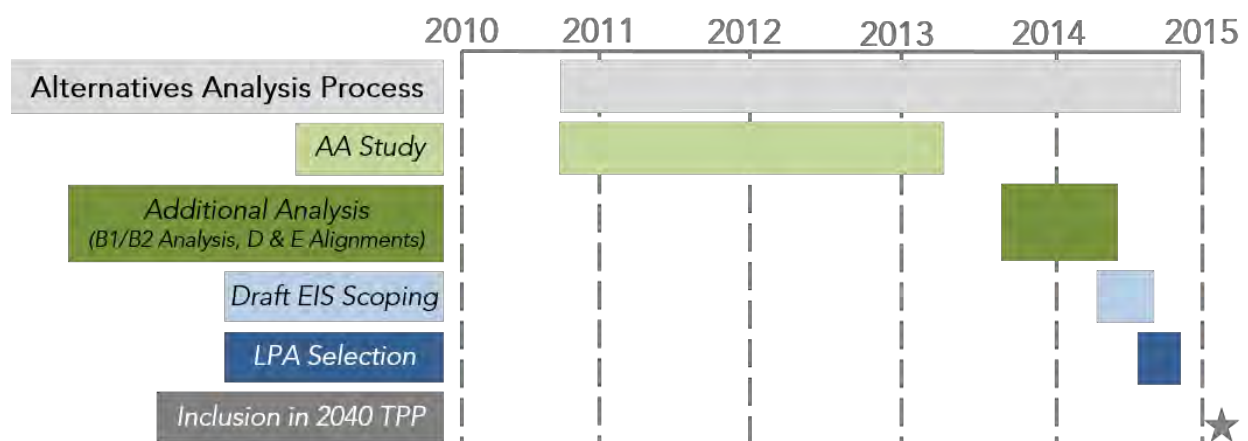 2010 2011 2012 2013 2014 2015
Alternatives Analysis Process
AA Study
Additional Analysis
(B1/B2 Analysis, D & E Alignments)
Draft EIS Scoping
LPA Selection
Inclusion in 2040 TPP